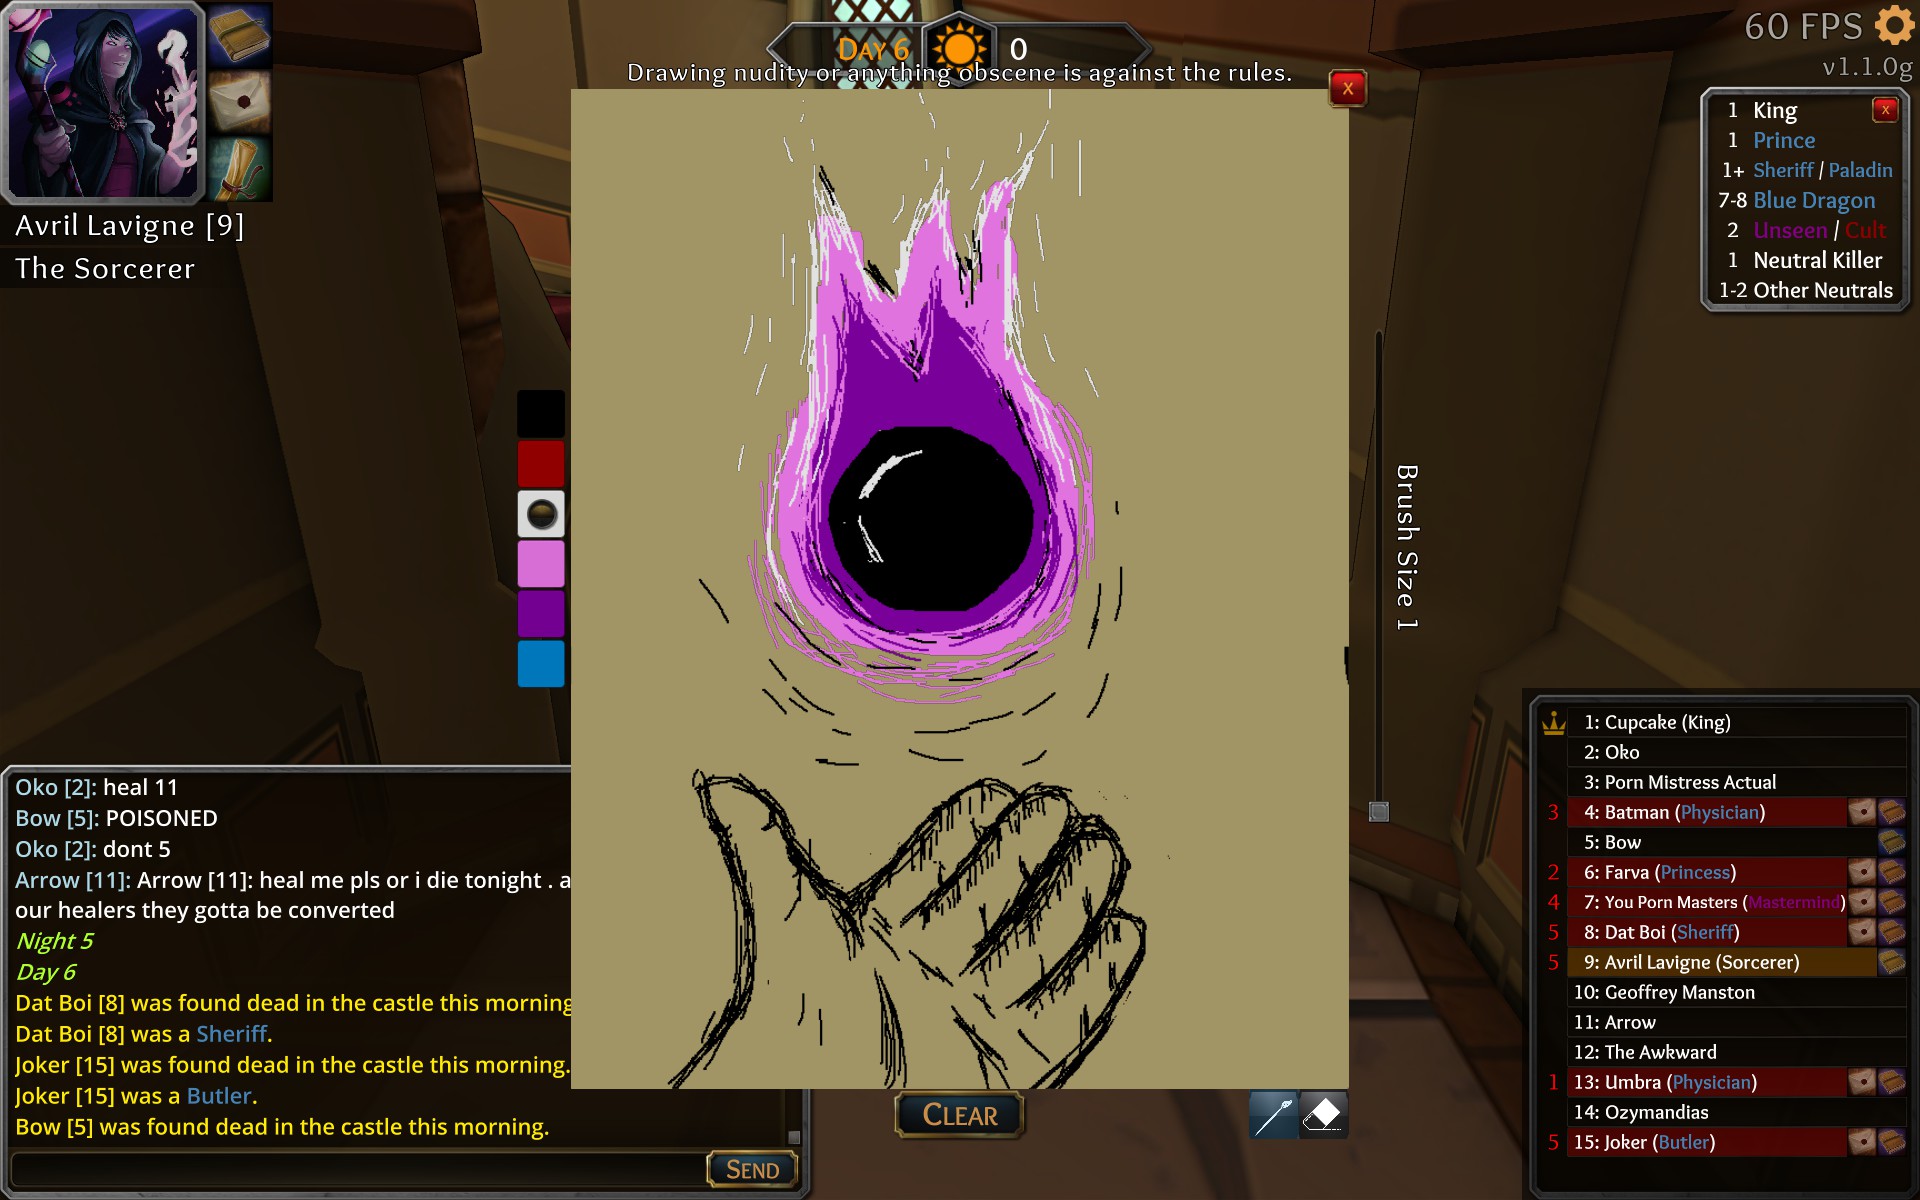 DAY 6
0
Drawing nudity or anything obscene is against the rules.
X
60 FPS
v1.1.0g
1 King
X
1 Prince
1+ Sheriff / Paladin
7-8 Blue Dragon
2 Unseen / Cult
1 Neutral Killer
1-2 Other Neutrals
Avril Lavigne [9]
The Sorcerer
Brush Size 1
Oko [2]: heal 11
Bow [5]: POISONED
Oko [2]: dont 5
Arrow [11]: Arrow [11]: heal me pls or i die tonight . a
our healers they gotta be converted
Night 5
Day 6
Dat Boi [8] was found dead in the castle this morning
Dat Boi [8] was a Sheriff.
Joker [15] was found dead in the castle this morning.
Joker [15] was a Butler.
Bow [5] was found dead in the castle this morning.
SEND
CLEAR
1: Cupcake (King)
2: Oko
3: Porn Mistress Actual
3 4: Batman (Physician)
5: Bow
2 6: Farva (Princess)
4 7: You Porn Masters (Mastermind)
5 8: Dat Boi (Sheriff)
5 9: Avril Lavigne (Sorcerer)
10: Geoffrey Manston
11: Arrow
12: The Awkward
1 13: Umbra (Physician)
14: Ozymandias
5 15: Joker (Butler)